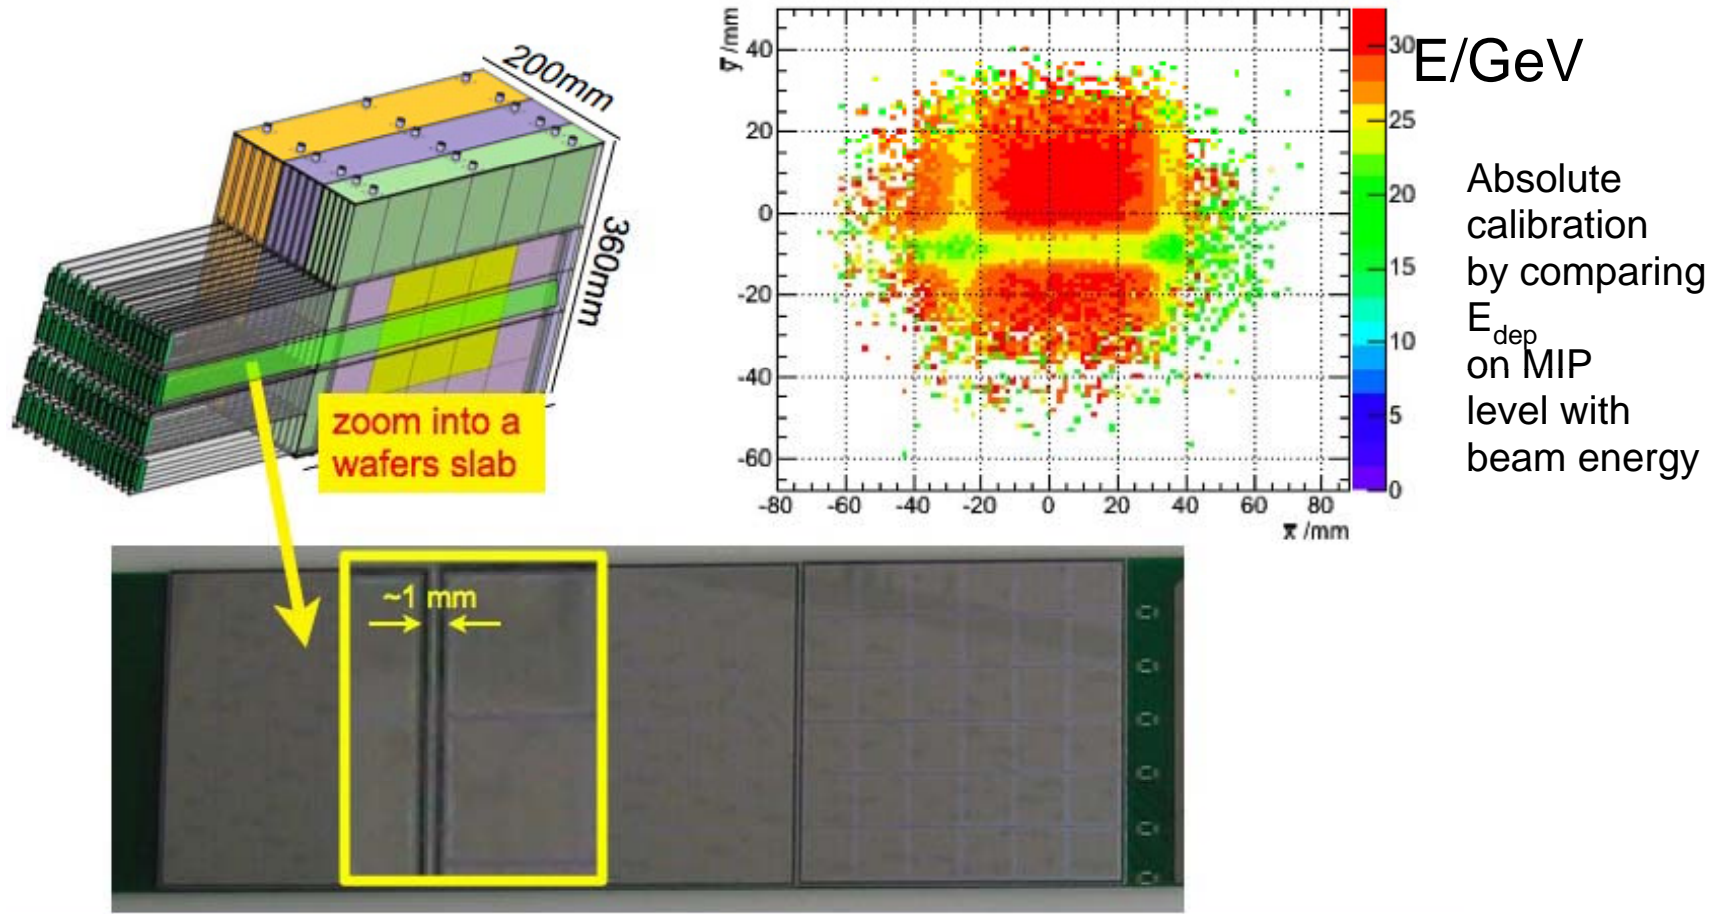 200mm
360mm
zoom into a
wafers slab
~1 mm
y̅ /mm
40
20
0
-20
-40
-60
-80 -60 -40 -20 0 20 40 60 80
x̅ /mm
30
25
20
15
10
5
0
E/GeV
Absolute
calibration
by comparing
E_dep
on MIP
level with
beam energy